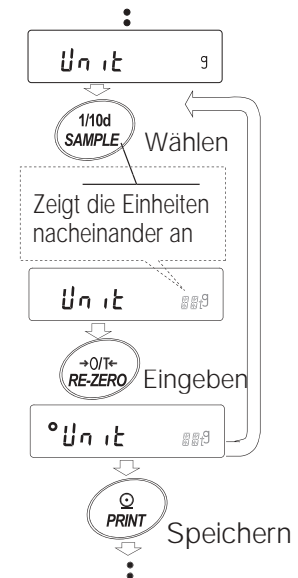 Unit g
1/10d
SAMPLE
Wählen
Zeigt die Einheiten
nacheinander an
Unit
→0/T←
RE-ZERO
Eingeben
°Unit
PRINT
Speichern